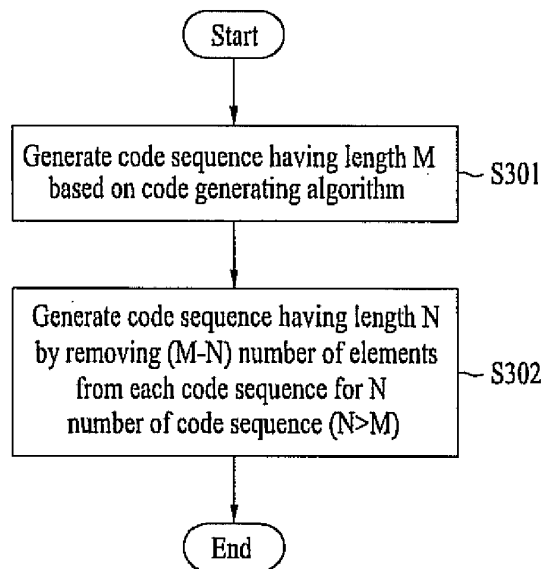 Start
Generate code sequence having length M
based on code generating algorithm
S301
Generate code sequence having length N
by removing (M-N) number of elements
from each code sequence for N
number of code sequence (N>M)
S302
End